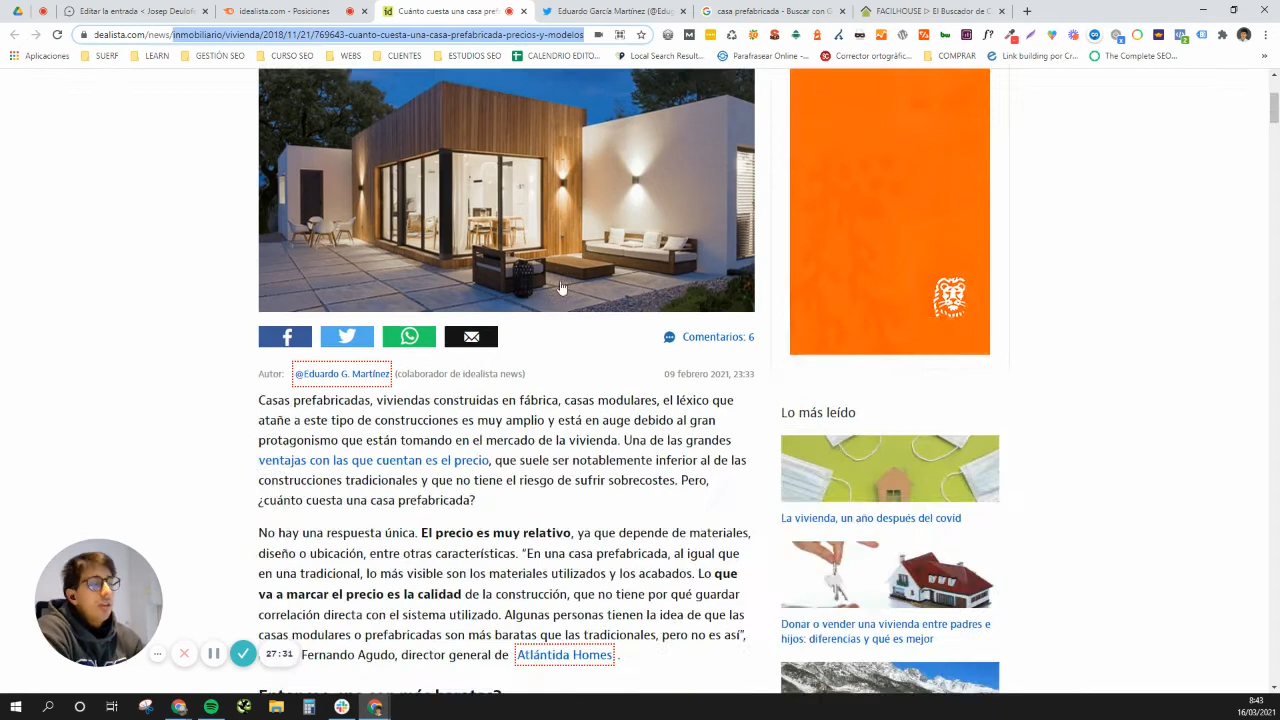 Editar la entrada < Josep Deulofe
idealista.com - Posiciones
Cuánto cuesta una casa prefa
Eduardo García Martínez (@Edu
casa prefabricada - Buscar con G
FACILHOUSE ▷ El Buscador de C
dealista.com/news/inmobiliario/vivienda/2018/11/21/769643-cuanto-cuesta-una-casa-prefabricada-precios-y-modelos
Aplicaciones
SUERF
LEARN
GESTIÓN SEO
CURSO SEO
WEBS
CLIENTES
ESTUDIOS SEO
CALENDARIO EDITO...
Local Search Result...
Parafrasear Online -...
Corrector ortográfic...
COMPRAR
Link building por Cr...
The Complete SEO...
»
Comentarios: 6
Autor: @Eduardo G. Martínez (colaborador de idealista news)
09 febrero 2021, 23:33
Casas prefabricadas, viviendas construidas en fábrica, casas modulares, el léxico que
atañe a este tipo de construcciones es muy amplio y está en auge debido al gran
protagonismo que están tomando en el mercado de la vivienda. Una de las grandes
ventajas con las que cuentan es el precio, que suele ser notablemente inferior al de las
construcciones tradicionales y que no tiene el riesgo de sufrir sobrecostes. Pero,
¿cuánto cuesta una casa prefabricada?
No hay una respuesta única. El precio es muy relativo, ya que depende de materiales,
diseño o ubicación, entre otras características. “En una casa prefabricada, al igual que
en una tradicional, lo más visible son los materiales utilizados y los acabados. Lo que
va a marcar el precio es la calidad de la construcción, que no tiene por qué guardar
correlación directa con el sistema utilizado. Algunas personas tienen la idea de que las
casas modulares o prefabricadas son más baratas que las tradicionales, pero no es así”,
Fernando Agudo, director general de Atlántida Homes .
Lo más leído
La vivienda, un año después del covid
Donar o vender una vivienda entre padres e
hijos: diferencias y qué es mejor
27:31
8:43
16/03/2021